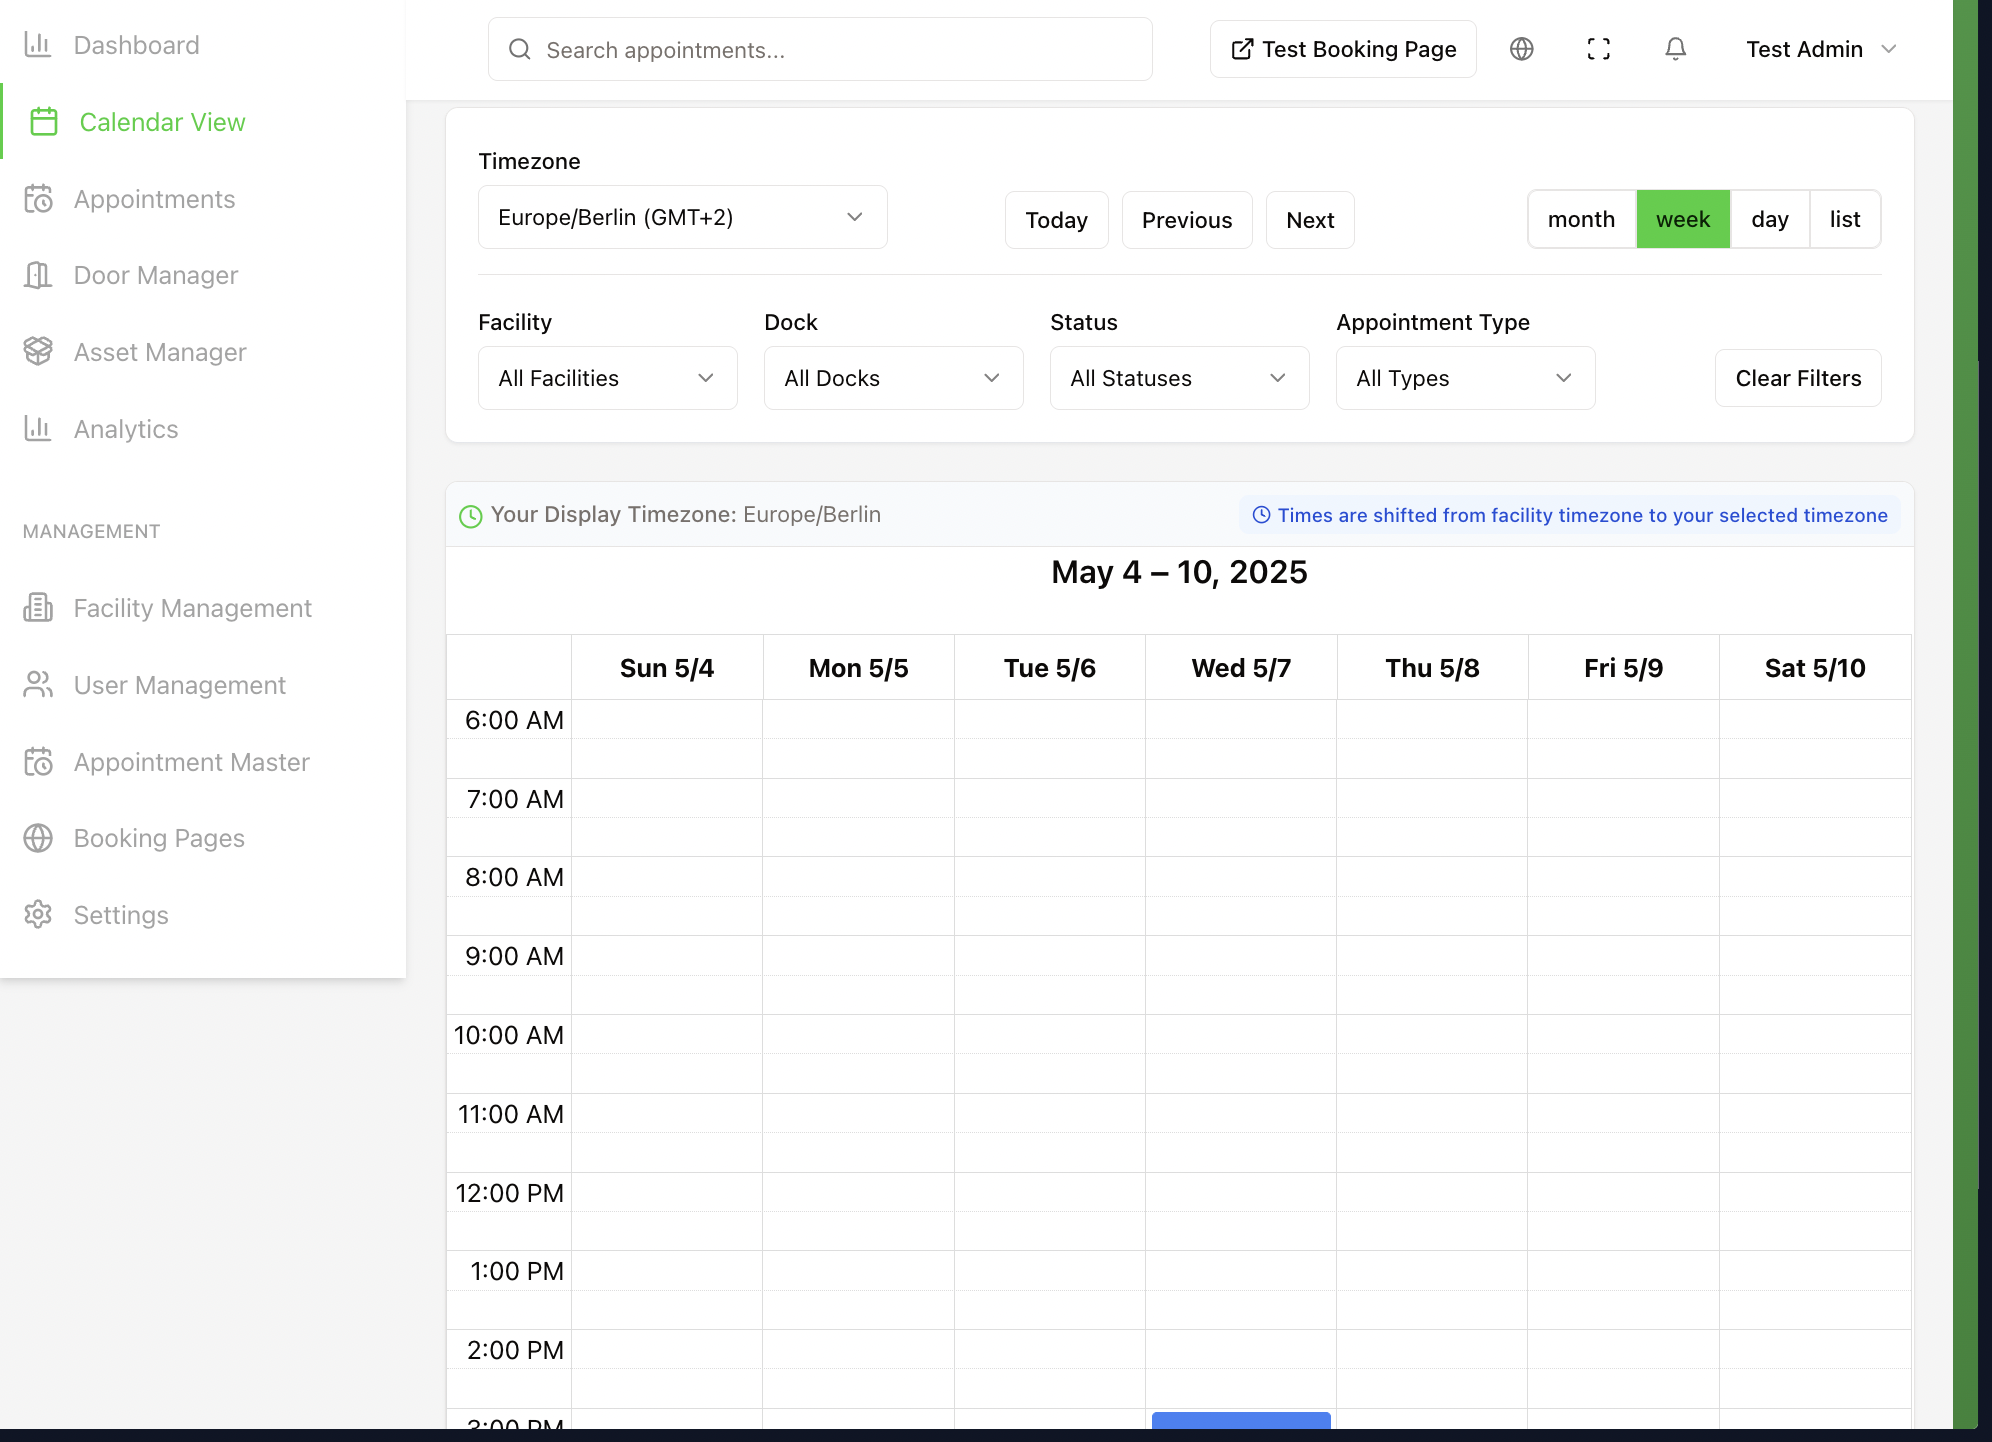 Dashboard
Calendar View
Appointments
Door Manager
Asset Manager
Analytics
MANAGEMENT
Facility Management
User Management
Appointment Master
Booking Pages
Settings
Search appointments...
Test Booking Page
Test Admin
Timezone
Europe/Berlin (GMT+2)
Today Previous Next
month week day list
Facility Dock Status Appointment Type
All Facilities All Docks All Statuses All Types Clear Filters
Your Display Timezone: Europe/Berlin
Times are shifted from facility timezone to your selected timezone
May 4 – 10, 2025
Sun 5/4 Mon 5/5 Tue 5/6 Wed 5/7 Thu 5/8 Fri 5/9 Sat 5/10
6:00 AM
7:00 AM
8:00 AM
9:00 AM
10:00 AM
11:00 AM
12:00 PM
1:00 PM
2:00 PM
3:00 PM